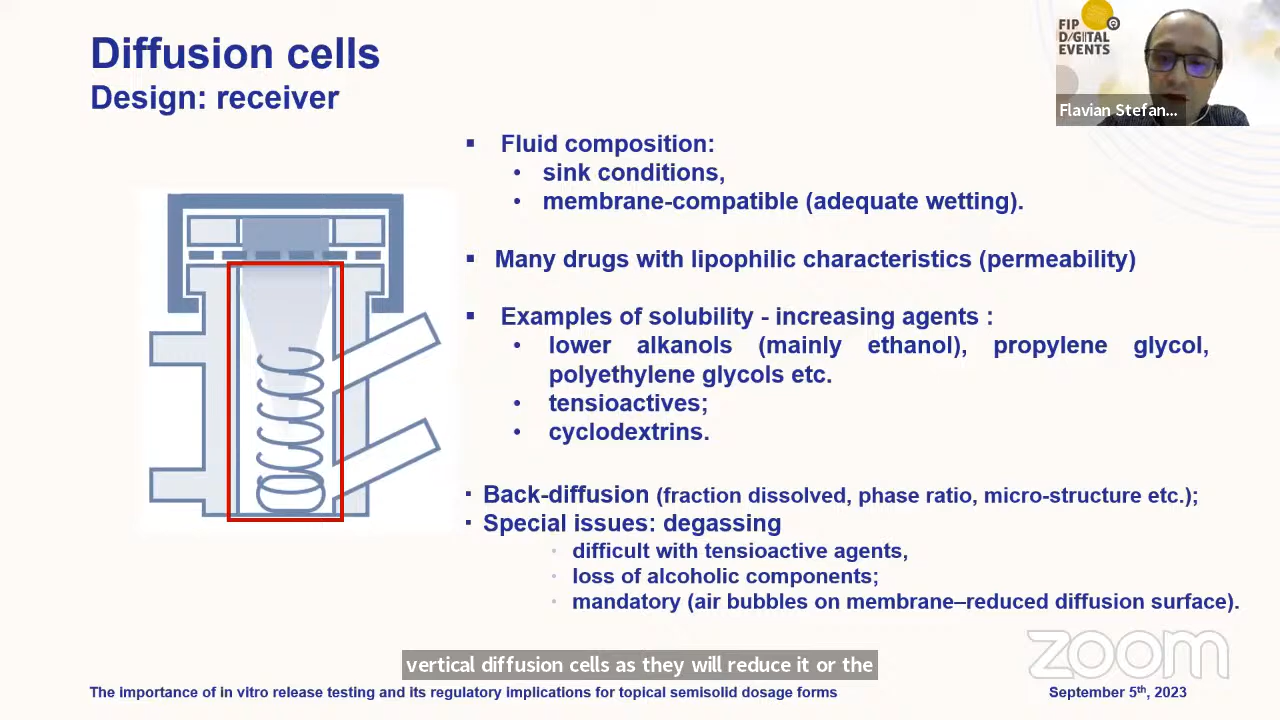 Diffusion cells
Design: receiver
FIP
DIGITAL
EVENTS
Flavian Stefan...
▪ Fluid composition:
• sink conditions,
• membrane-compatible (adequate wetting).
▪ Many drugs with lipophilic characteristics (permeability)
▪ Examples of solubility - increasing agents :
• lower alkanols (mainly ethanol), propylene glycol,
polyethylene glycols etc.
• tensioactives;
• cyclodextrins.
▪ Back-diffusion (fraction dissolved, phase ratio, micro-structure etc.);
▪ Special issues: degassing
• difficult with tensioactive agents,
• loss of alcoholic components;
• mandatory (air bubbles on membrane–reduced diffusion surface).
zoom
vertical diffusion cells as they will reduce it or the
The importance of in vitro release testing and its regulatory implications for topical semisolid dosage forms
September 5th, 2023